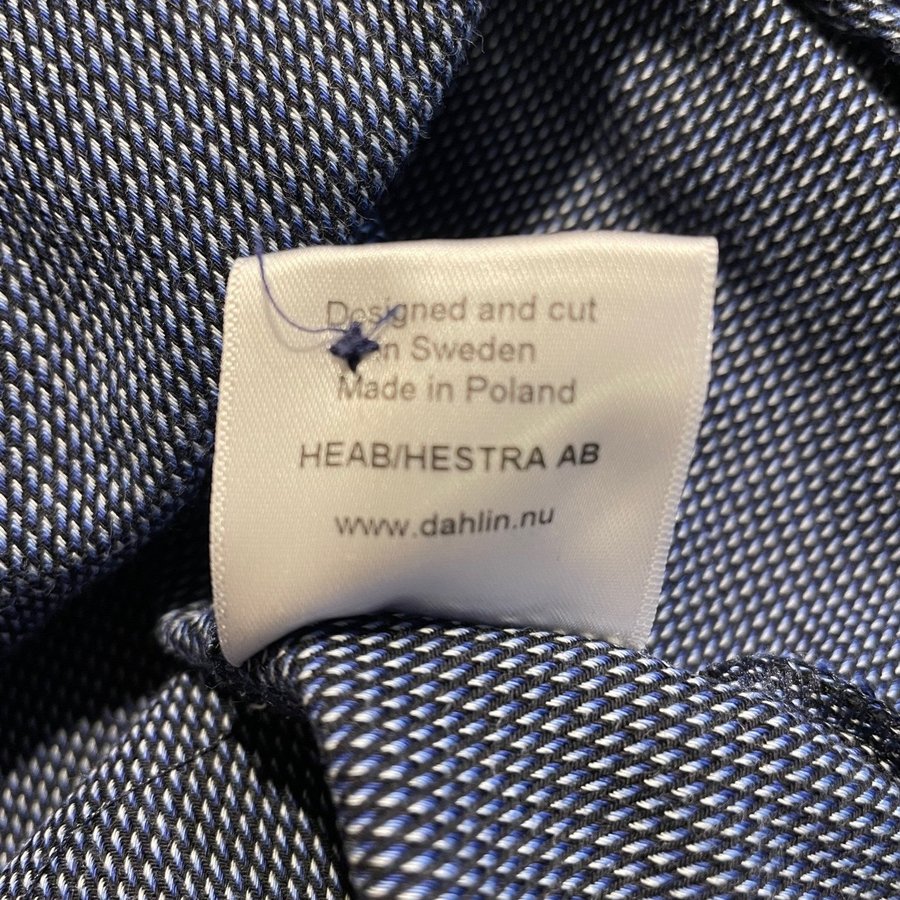 Designed and cut
in Sweden
Made in Poland
HEAB/HESTRA AB
www.dahlin.nu